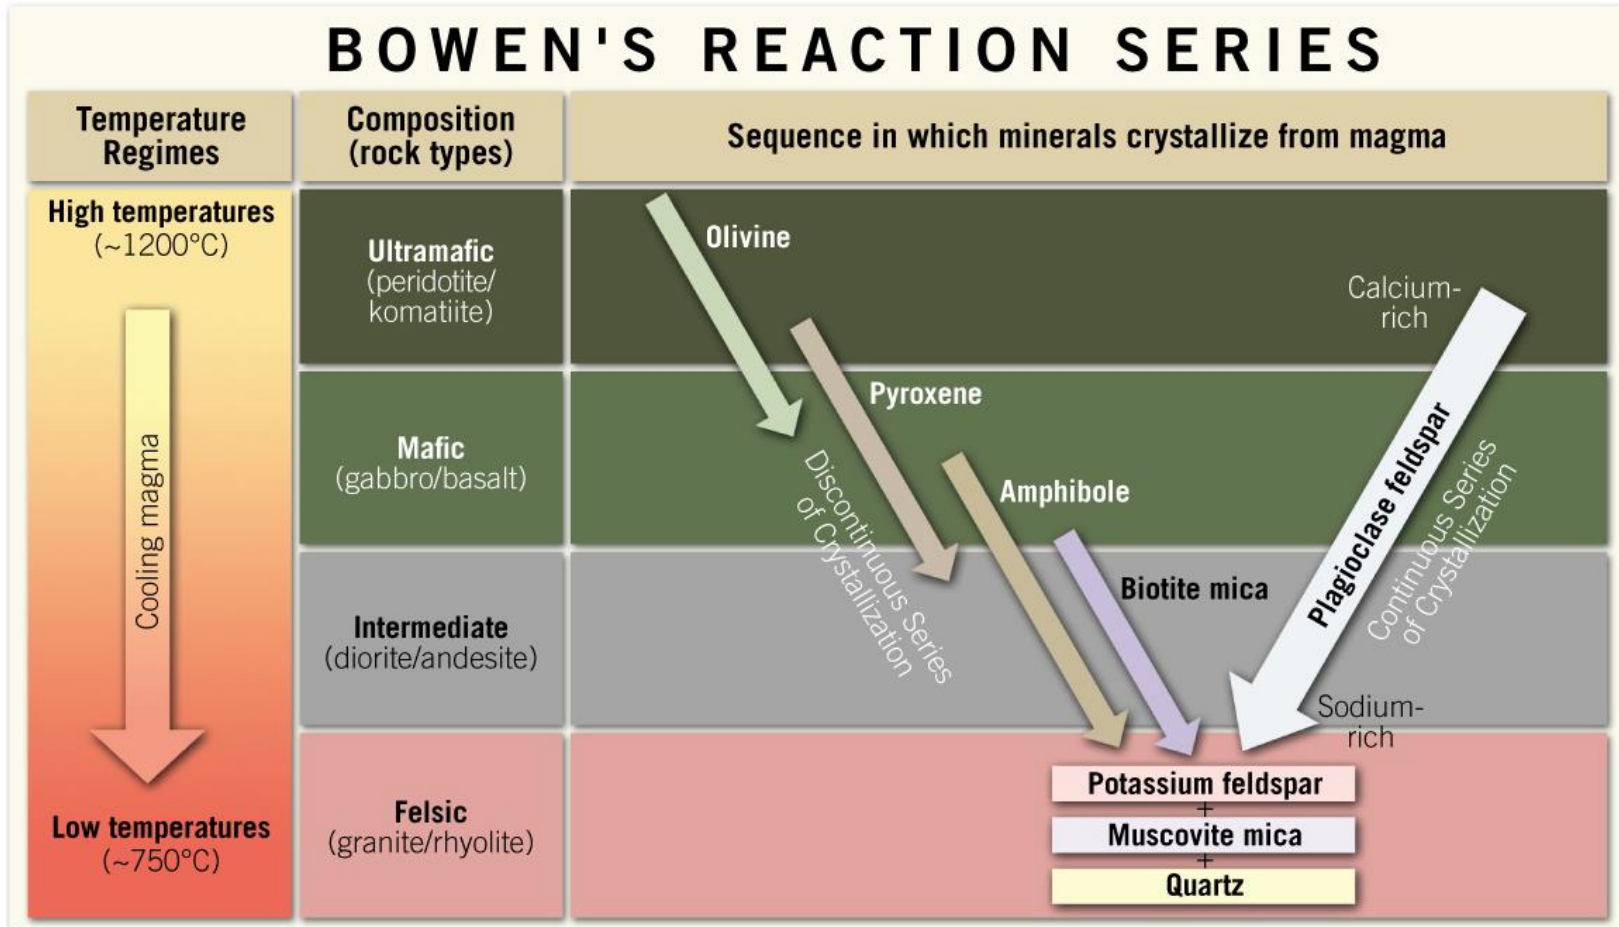 BOWEN'S REACTION SERIES
Temperature
Regimes
Composition
(rock types)
Sequence in which minerals crystallize from magma
High temperatures
(~1200°C)
Cooling magma
Low temperatures
(~750°C)
Ultramafic
(peridotite/
komatiite)
Mafic
(gabbro/basalt)
Intermediate
(diorite/andesite)
Felsic
(granite/rhyolite)
Olivine
Pyroxene
Amphibole
Biotite mica
Discontinuous Series
of Crystallization
Calcium-
rich
Plagioclase feldspar
Continuous Series
of Crystallization
Sodium-
rich
Potassium feldspar
+
Muscovite mica
+
Quartz